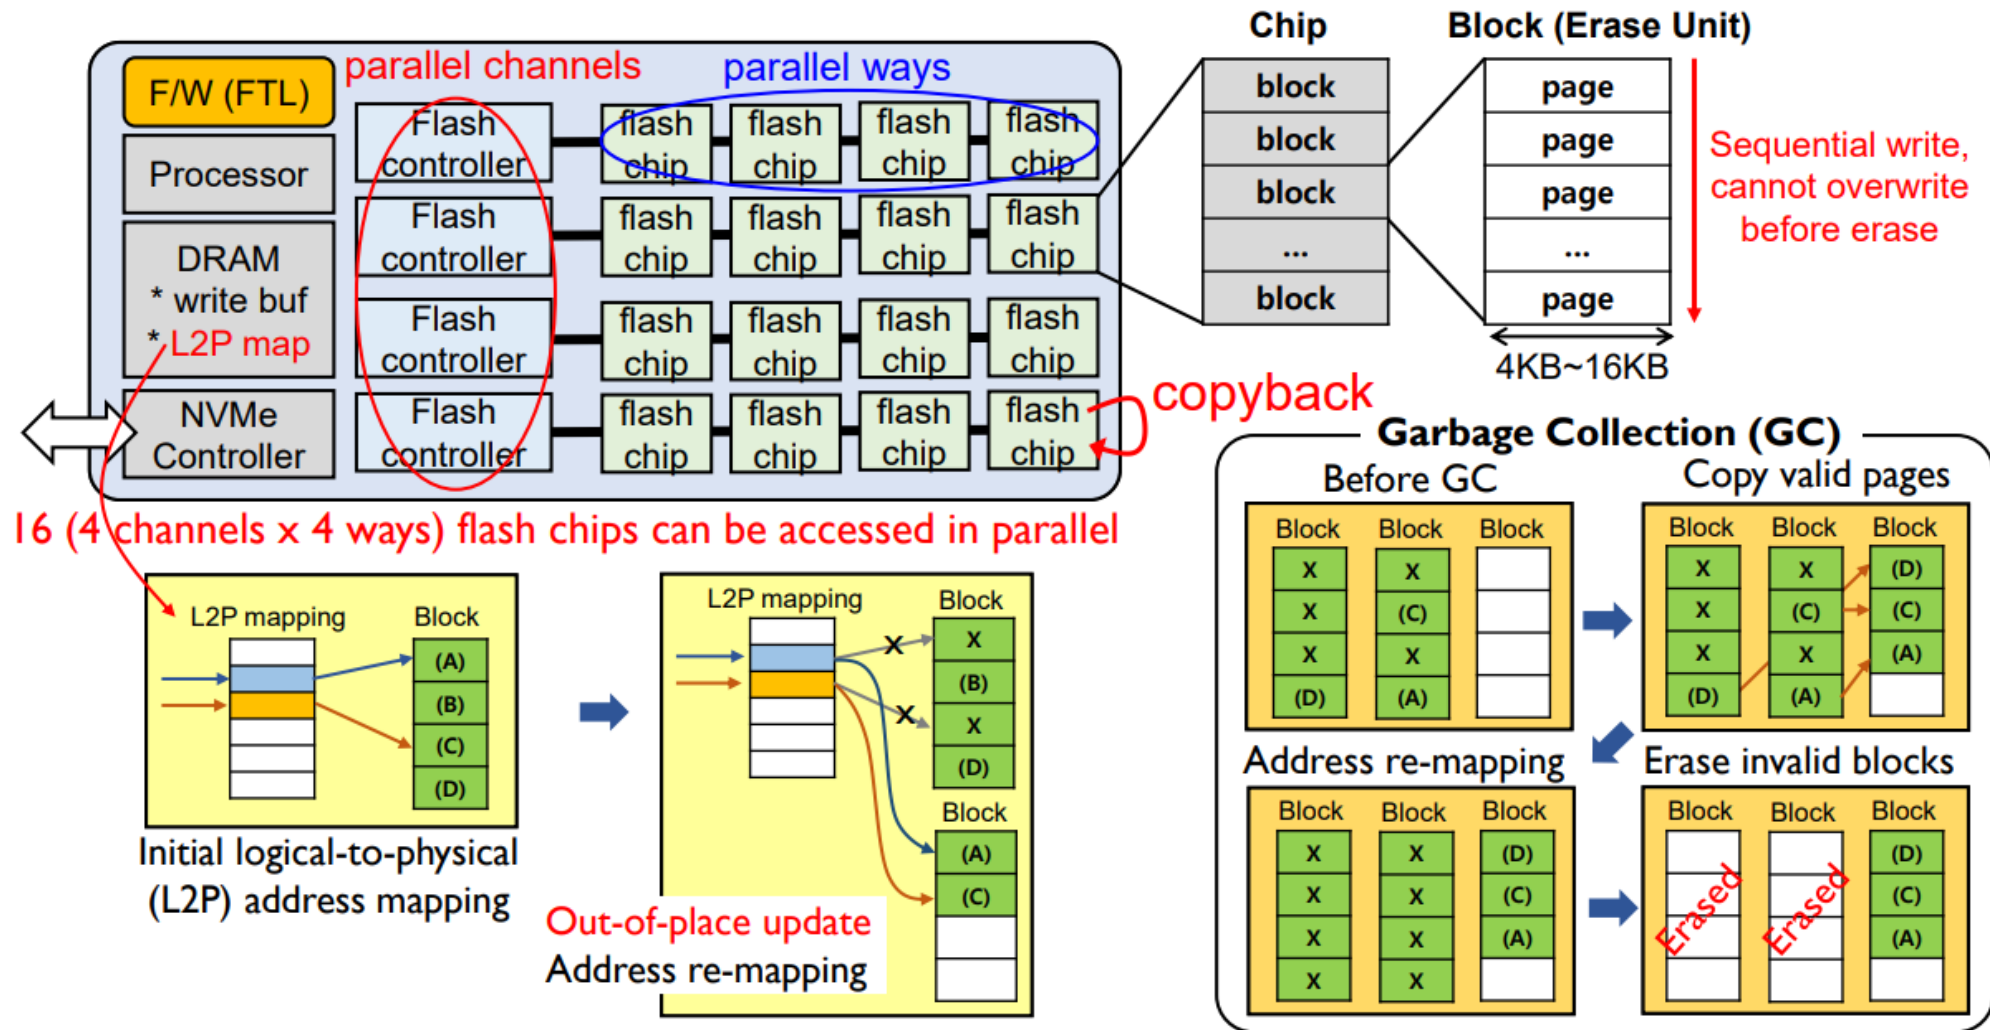 F/W (FTL)
Processor
DRAM
* write buf
* L2P map
NVMe
Controller
parallel channels
parallel ways
Flash
controller
flash
chip
flash
chip
flash
chip
flash
chip
Flash
controller
flash
chip
flash
chip
flash
chip
flash
chip
Flash
controller
flash
chip
flash
chip
flash
chip
flash
chip
Flash
controller
flash
chip
flash
chip
flash
chip
flash
chip
copyback
16 (4 channels x 4 ways) flash chips can be accessed in parallel
Chip
block
block
block
...
block
Block (Erase Unit)
page
page
page
...
page
4KB~16KB
Sequential write,
cannot overwrite
before erase
L2P mapping
Block
(A)
(B)
(C)
(D)
Initial logical-to-physical
(L2P) address mapping
L2P mapping
X
X
Block
X
(B)
X
(D)
Block
(A)
(C)
Out-of-place update
Address re-mapping
Garbage Collection (GC)
Before GC
Block
X
X
X
(D)
Block
X
(C)
X
(A)
Block
Copy valid pages
Block
X
X
X
(D)
Block
X
(C)
X
(A)
Block
(D)
(C)
(A)
Address re-mapping
Block
X
X
X
X
Block
X
X
X
X
Block
(D)
(C)
(A)
Erase invalid blocks
Block
Erased
Block
Erased
Block
(D)
(C)
(A)